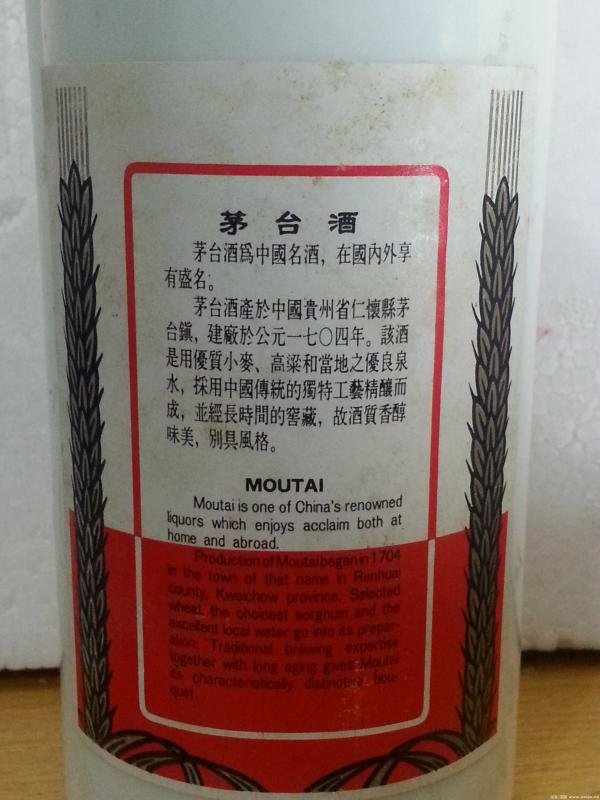 茅台酒
茅台酒爲中國名酒，在國內外享
有盛名。
茅台酒產於中國貴州省仁懷縣茅
台鎭，建廠於公元一七〇四年。該酒
是用優質小麥、高粱和當地之優良泉
水，採用中國傳統的獨特工藝精釀而
成，並經長時間的窖藏，故酒質香醇
味美，別具風格。
MOUTAI
Moutai is one of China's renowned
liquors which enjoys acclaim both at
home and abroad.
Production of Moutai began in 1704
in the town of that name in Renhuai
county, Kweichow province. Selected
wheat, the choicest sorghum and the
excellent local water go into its prepar-
ation. Traditional brewing expertise
together with long aging gives Moutai
its characteristically distinctive bou-
quet.